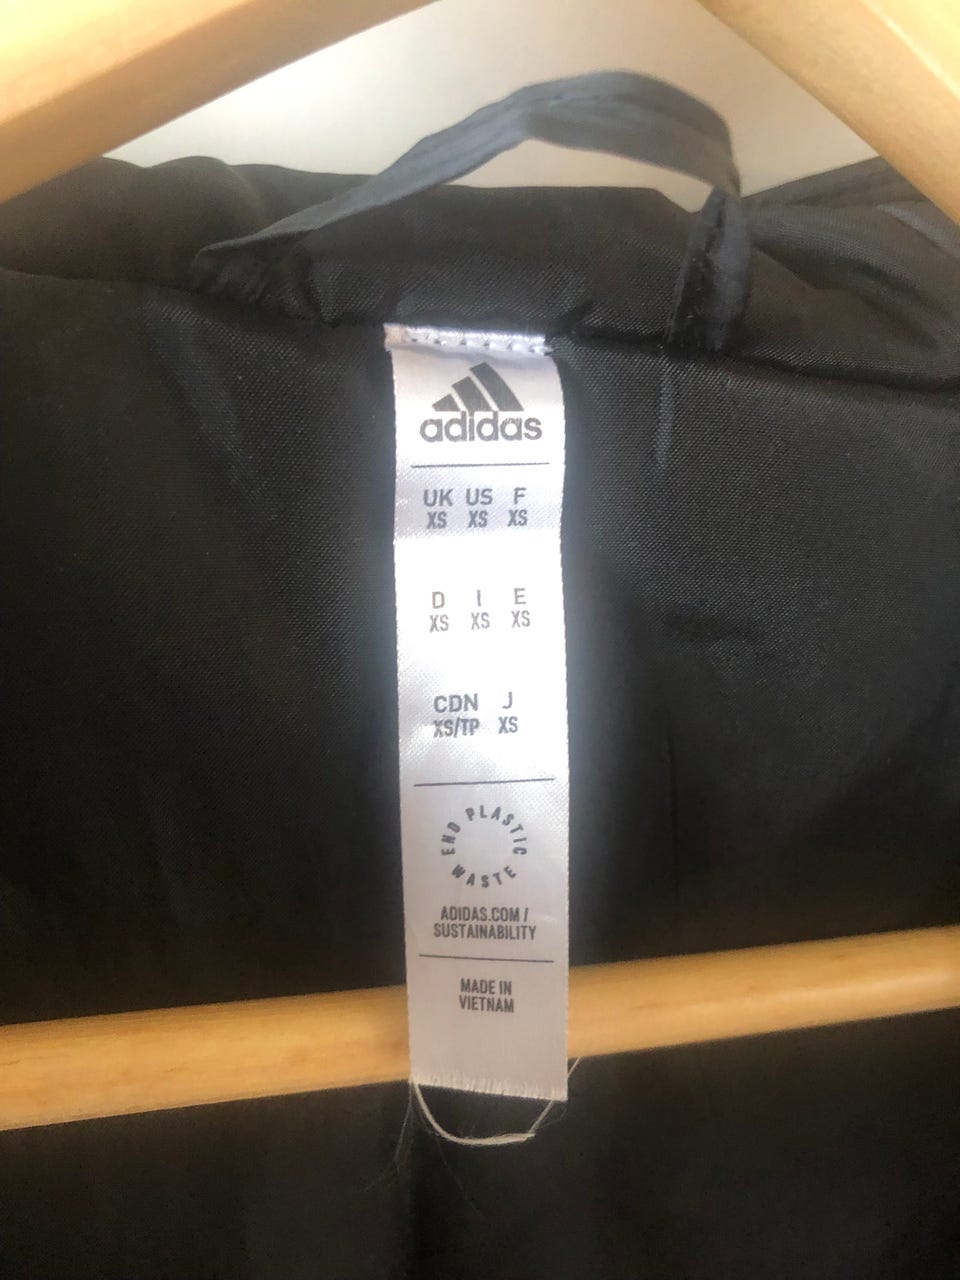 adidas
UK US F
XS XS XS
D I E
XS XS XS
CDN J
XS/TP XS
END PLASTIC WASTE
ADIDAS.COM/
SUSTAINABILITY
MADE IN
VIETNAM